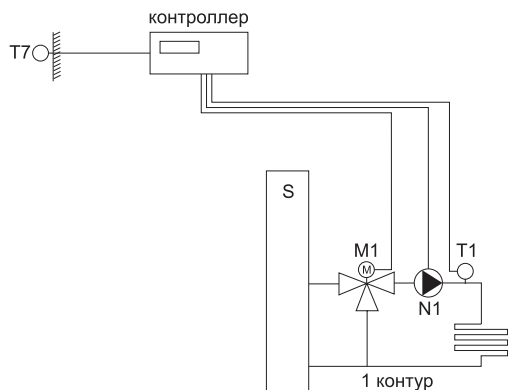 контроллер
T7
S
M1
M
T1
N1
1 контур